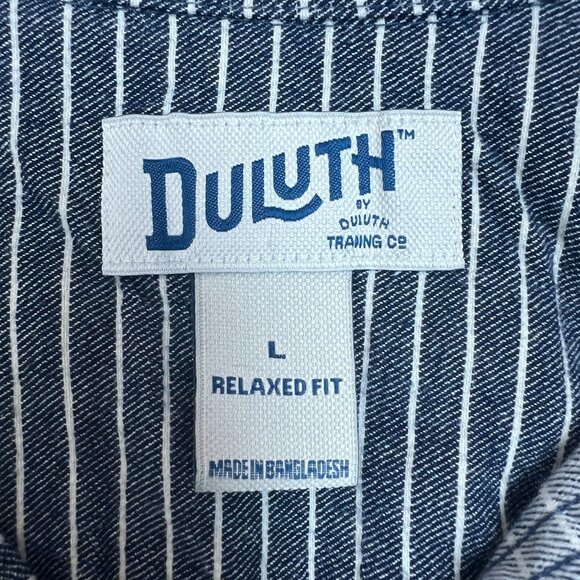 DULUTH™
BY
DULUTH
TRADING CO
L
RELAXED FIT
MADE IN BANGLADESH